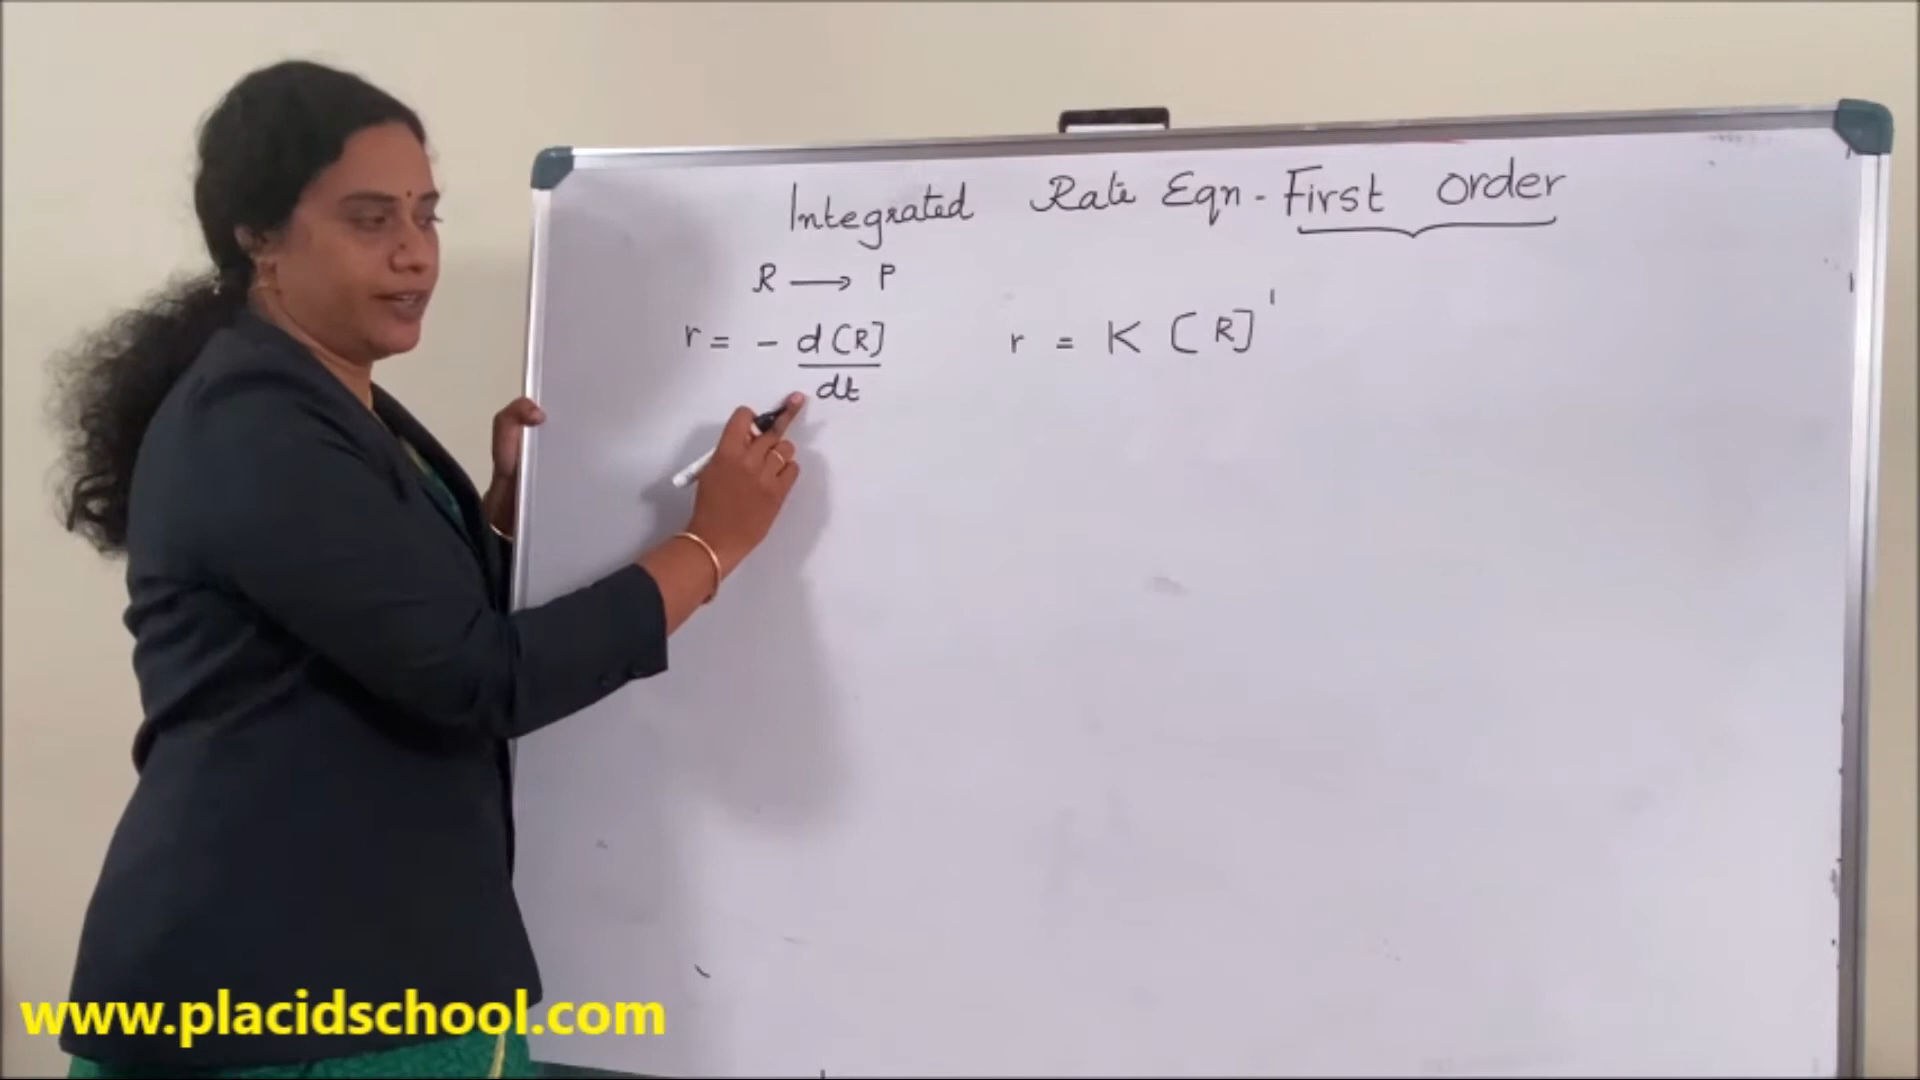 Integrated Rate Eqn - First Order
R ⟶ P
r = - d[R]/dt r = K [R]¹
www.placidschool.com